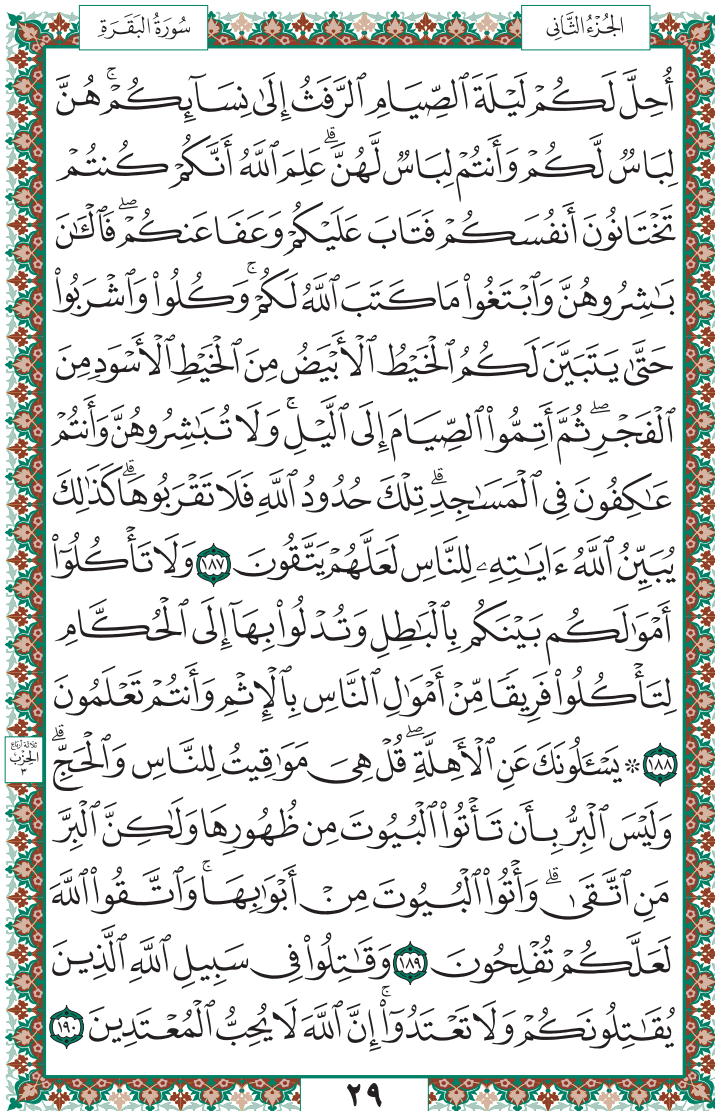 الجُزْءُ الثَّانِي
سُورَةُ البَقَرَةِ
أُحِلَّ لَكُمۡ لَيۡلَةَ ٱلصِّيَامِ ٱلرَّفَثُ إِلَىٰ نِسَآئِكُمۡۚ هُنَّ
لِبَاسٞ لَّكُمۡ وَأَنتُمۡ لِبَاسٞ لَّهُنَّۗ عَلِمَ ٱللَّهُ أَنَّكُمۡ كُنتُمۡ
تَخۡتَانُونَ أَنفُسَكُمۡ فَتَابَ عَلَيۡكُمۡ وَعَفَا عَنكُمۡۖ فَٱلۡـَٰٔنَ
بَٰشِرُوهُنَّ وَٱبۡتَغُواْ مَا كَتَبَ ٱللَّهُ لَكُمۡۚ وَكُلُواْ وَٱشۡرَبُواْ
حَتَّىٰ يَتَبَيَّنَ لَكُمُ ٱلۡخَيۡطُ ٱلۡأَبۡيَضُ مِنَ ٱلۡخَيۡطِ ٱلۡأَسۡوَدِ مِنَ
ٱلۡفَجۡرِۖ ثُمَّ أَتِمُّواْ ٱلصِّيَامَ إِلَى ٱلَّيۡلِۚ وَلَا تُبَٰشِرُوهُنَّ وَأَنتُمۡ
عَٰكِفُونَ فِي ٱلۡمَسَٰجِدِۗ تِلۡكَ حُدُودُ ٱللَّهِ فَلَا تَقۡرَبُوهَاۗ كَذَٰلِكَ
يُبَيِّنُ ٱللَّهُ ءَايَٰتِهِۦ لِلنَّاسِ لَعَلَّهُمۡ يَتَّقُونَ ١٨٧ وَلَا تَأۡكُلُوٓاْ
أَمۡوَٰلَكُم بَيۡنَكُم بِٱلۡبَٰطِلِ وَتُدۡلُواْ بِهَآ إِلَى ٱلۡحُكَّامِ
لِتَأۡكُلُواْ فَرِيقٗا مِّنۡ أَمۡوَٰلِ ٱلنَّاسِ بِٱلۡإِثۡمِ وَأَنتُمۡ تَعۡلَمُونَ
١٨٨ ۞ يَسۡـَٔلُونَكَ عَنِ ٱلۡأَهِلَّةِۖ قُلۡ هِيَ مَوَٰقِيتُ لِلنَّاسِ وَٱلۡحَجِّۗ
وَلَيۡسَ ٱلۡبِرُّ بِأَن تَأۡتُواْ ٱلۡبُيُوتَ مِن ظُهُورِهَا وَلَٰكِنَّ ٱلۡبِرَّ
مَنِ ٱتَّقَىٰۗ وَأۡتُواْ ٱلۡبُيُوتَ مِنۡ أَبۡوَٰبِهَاۚ وَٱتَّقُواْ ٱللَّهَ
لَعَلَّكُمۡ تُفۡلِحُونَ ١٨٩ وَقَٰتِلُواْ فِي سَبِيلِ ٱللَّهِ ٱلَّذِينَ
يُقَٰتِلُونَكُمۡ وَلَا تَعۡتَدُوٓاْۚ إِنَّ ٱللَّهَ لَا يُحِبُّ ٱلۡمُعۡتَدِينَ ١٩٠
ثلاثة أرباع
الحزب
٣
٢٩